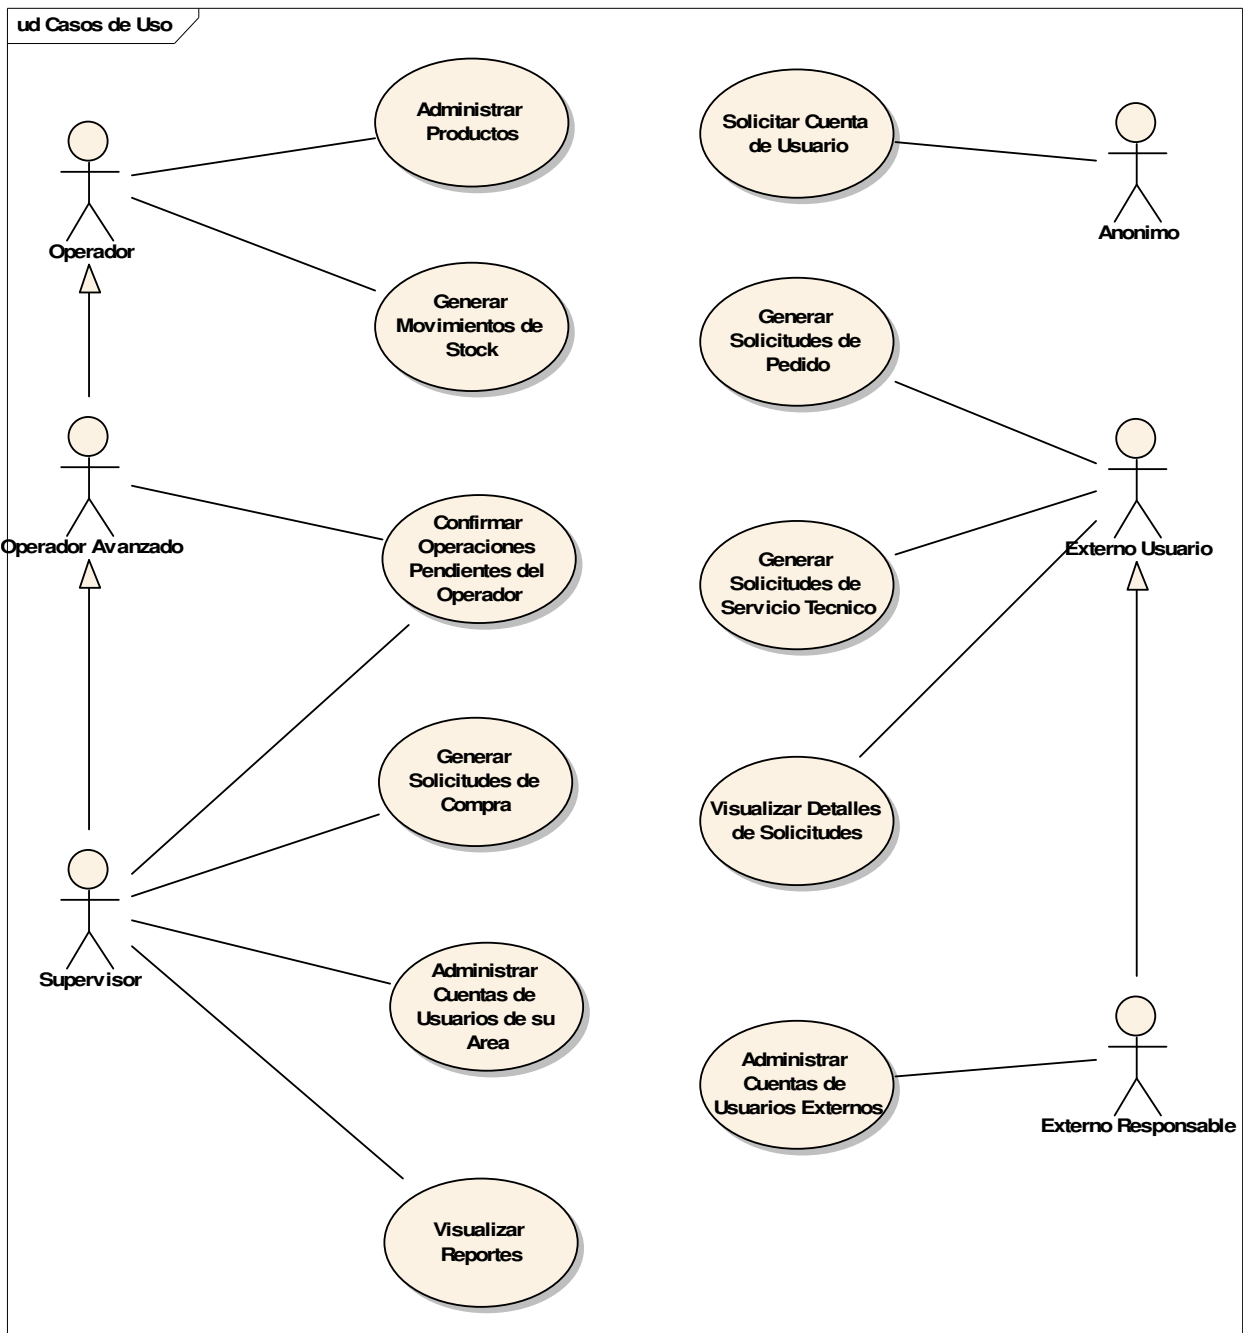 ud Casos de Uso
Administrar
Productos
Operador
Generar
Movimientos de
Stock
Operador Avanzado
Confirmar
Operaciones
Pendientes del
Operador
Generar
Solicitudes de
Compra
Supervisor
Administrar
Cuentas de
Usuarios de su
Area
Visualizar
Reportes
Solicitar Cuenta
de Usuario
Anonimo
Generar
Solicitudes de
Pedido
Externo Usuario
Generar
Solicitudes de
Servicio Tecnico
Visualizar Detalles
de Solicitudes
Administrar
Cuentas de
Usuarios Externos
Externo Responsable